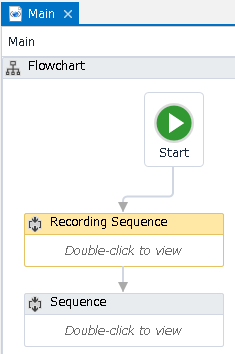 Main
Main
Flowchart
Start
Recording Sequence
Double-click to view
Sequence
Double-click to view